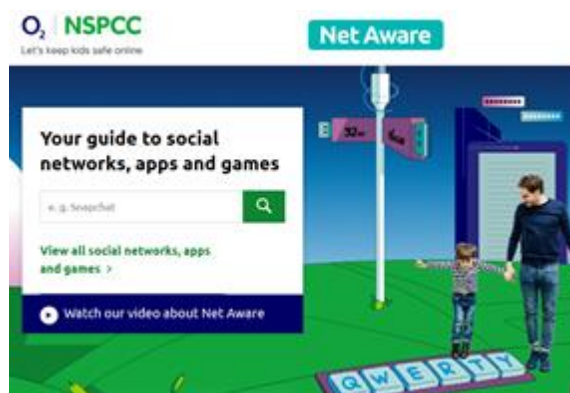 O2 NSPCC
Let's keep kids safe online
Net Aware
Your guide to social
networks, apps and games
e.g. Snapchat
View all social networks, apps
and games >
Watch our video about Net Aware
QWERTY